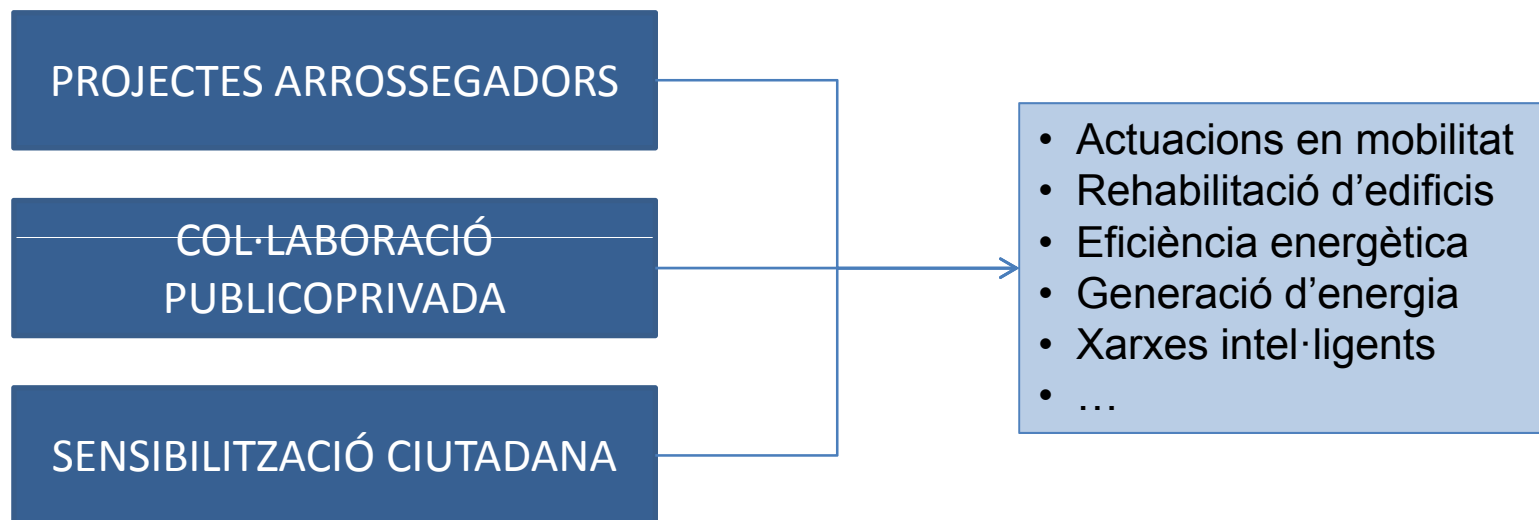 PROJECTES ARROSSEGADORS
COL·LABORACIÓ
PUBLICOPRIVADA
SENSIBILITZACIÓ CIUTADANA
• Actuacions en mobilitat
• Rehabilitació d’edificis
• Eficiència energètica
• Generació d’energia
• Xarxes intel·ligents
• …